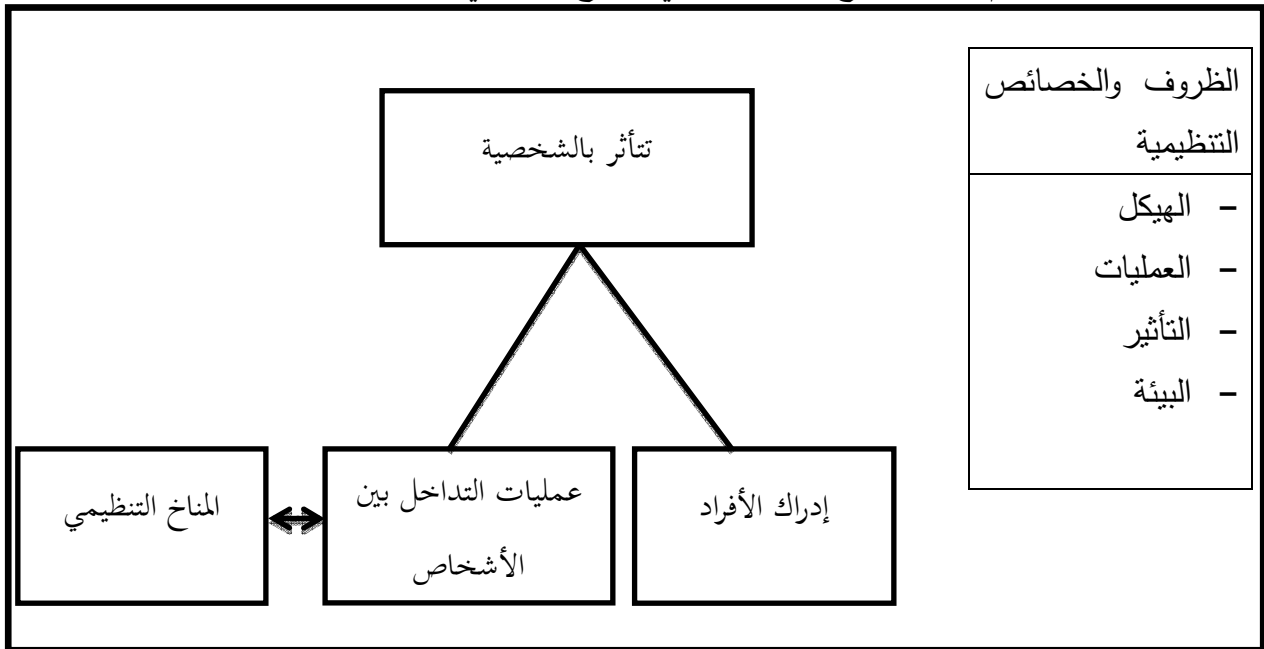 الظروف والخصائص
التنظيمية
- الهيكل
- العمليات
- التأثير
- البيئة
تتأثر بالشخصية
إدراك الأفراد
عمليات التداخل بين
الأشخاص
المناخ التنظيمي